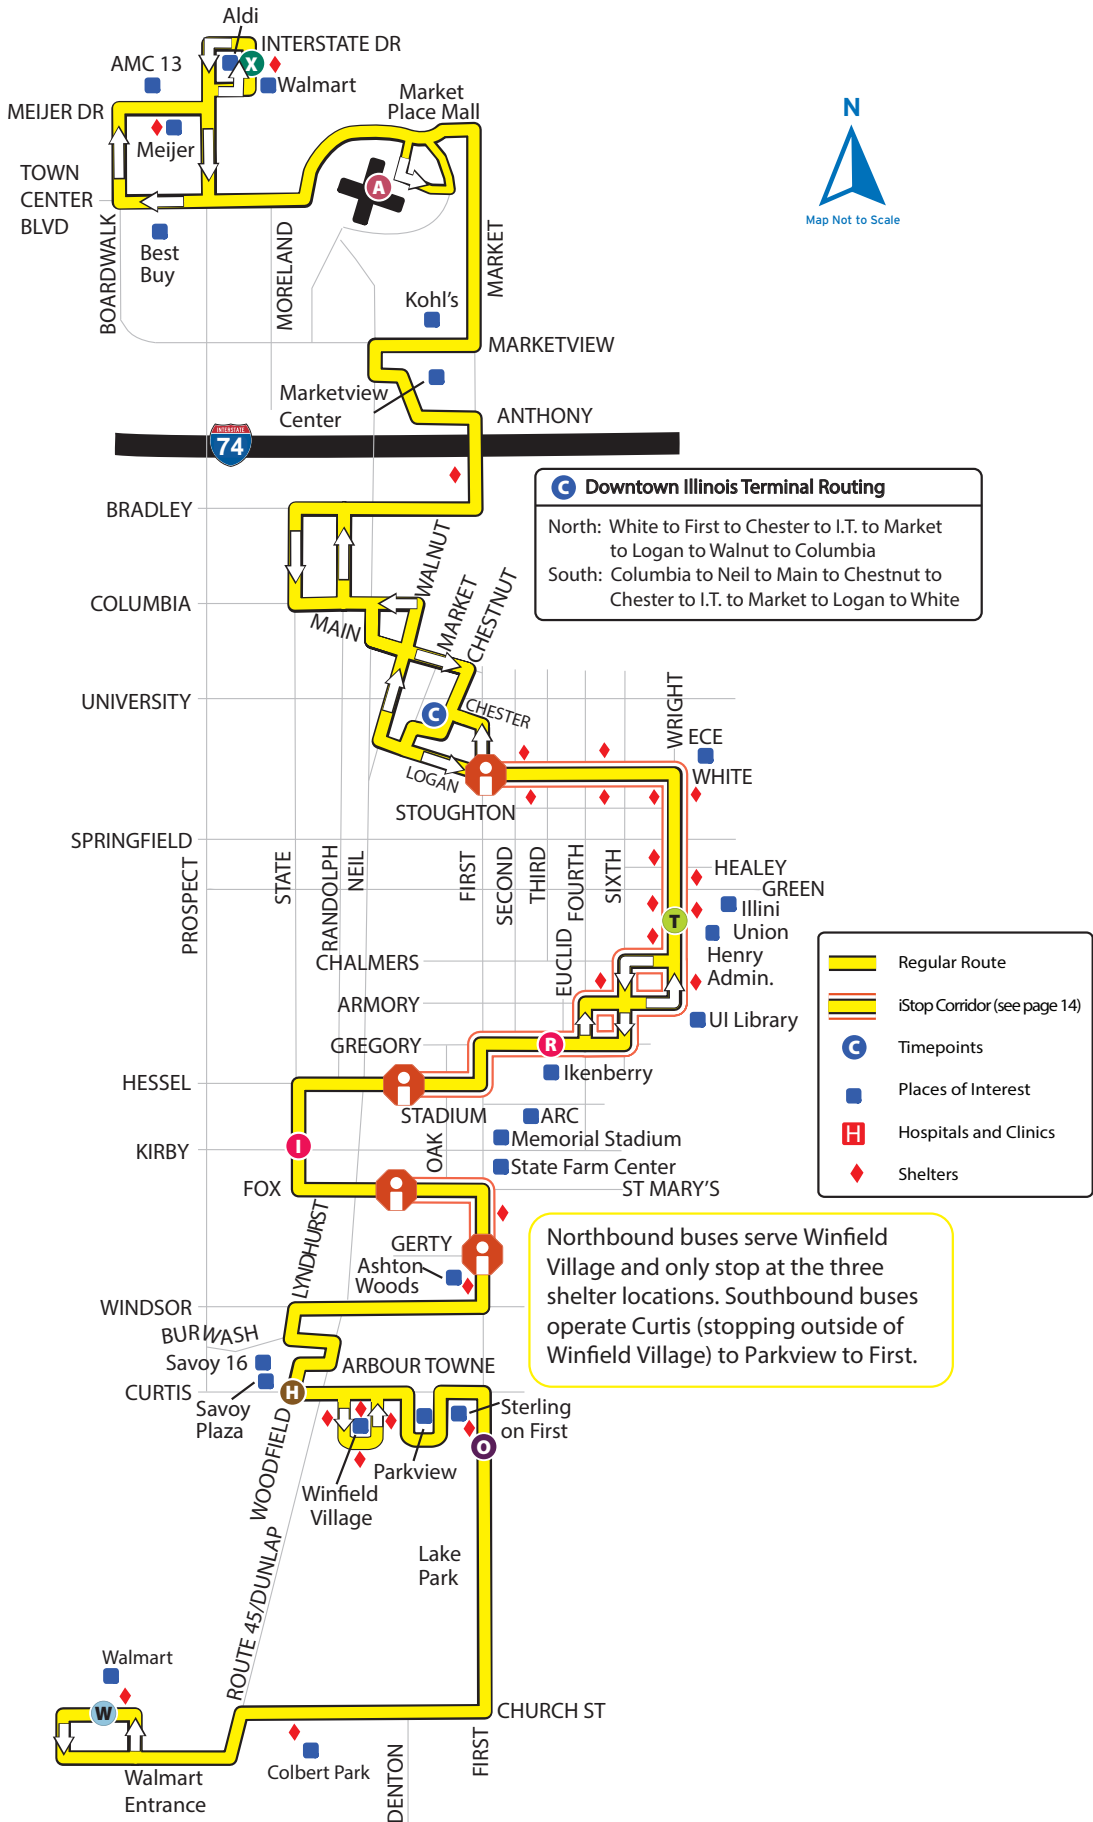 Aldi
INTERSTATE DR
AMC 13
X
Walmart
MEIJER DR
Market
Place Mall
Meijer
N
TOWN
CENTER
BLVD
A
Map Not to Scale
BOARDWALK
Best
Buy
MORELAND
MARKET
Kohl's
MARKETVIEW
Marketview
Center
ANTHONY
INTERSTATE
74
C Downtown Illinois Terminal Routing
North: White to First to Chester to I.T. to Market
to Logan to Walnut to Columbia
South: Columbia to Neil to Main to Chestnut to
Chester to I.T. to Market to Logan to White
BRADLEY
WALNUT
MARKET
CHESTNUT
COLUMBIA
MAIN
UNIVERSITY
C
CHESTER
WRIGHT
ECE
WHITE
LOGAN
STOUGHTON
SPRINGFIELD
PROSPECT
STATE
RANDOLPH
NEIL
FIRST
SECOND
THIRD
FOURTH
SIXTH
HEALEY
GREEN
T
Illini
Union
Henry
Admin.
EUCLID
CHALMERS
ARMORY
UI Library
GREGORY
R
Ikenberry
HESSEL
STADIUM
ARC
Memorial Stadium
KIRBY
I
OAK
State Farm Center
FOX
ST MARY'S
Regular Route
iStop Corridor (see page 14)
C Timepoints
Places of Interest
H Hospitals and Clinics
Shelters
LYNDHURST
GERTY
Ashton
Woods
Northbound buses serve Winfield
Village and only stop at the three
shelter locations. Southbound buses
operate Curtis (stopping outside of
Winfield Village) to Parkview to First.
WINDSOR
BURWASH
Savoy 16
ARBOUR TOWNE
CURTIS
H
Savoy
Plaza
Sterling
on First
O
WOODFIELD
Parkview
Winfield
Village
Lake
Park
ROUTE 45/DUNLAP
Walmart
W
CHURCH ST
FIRST
Walmart
Entrance
Colbert Park
DENTON